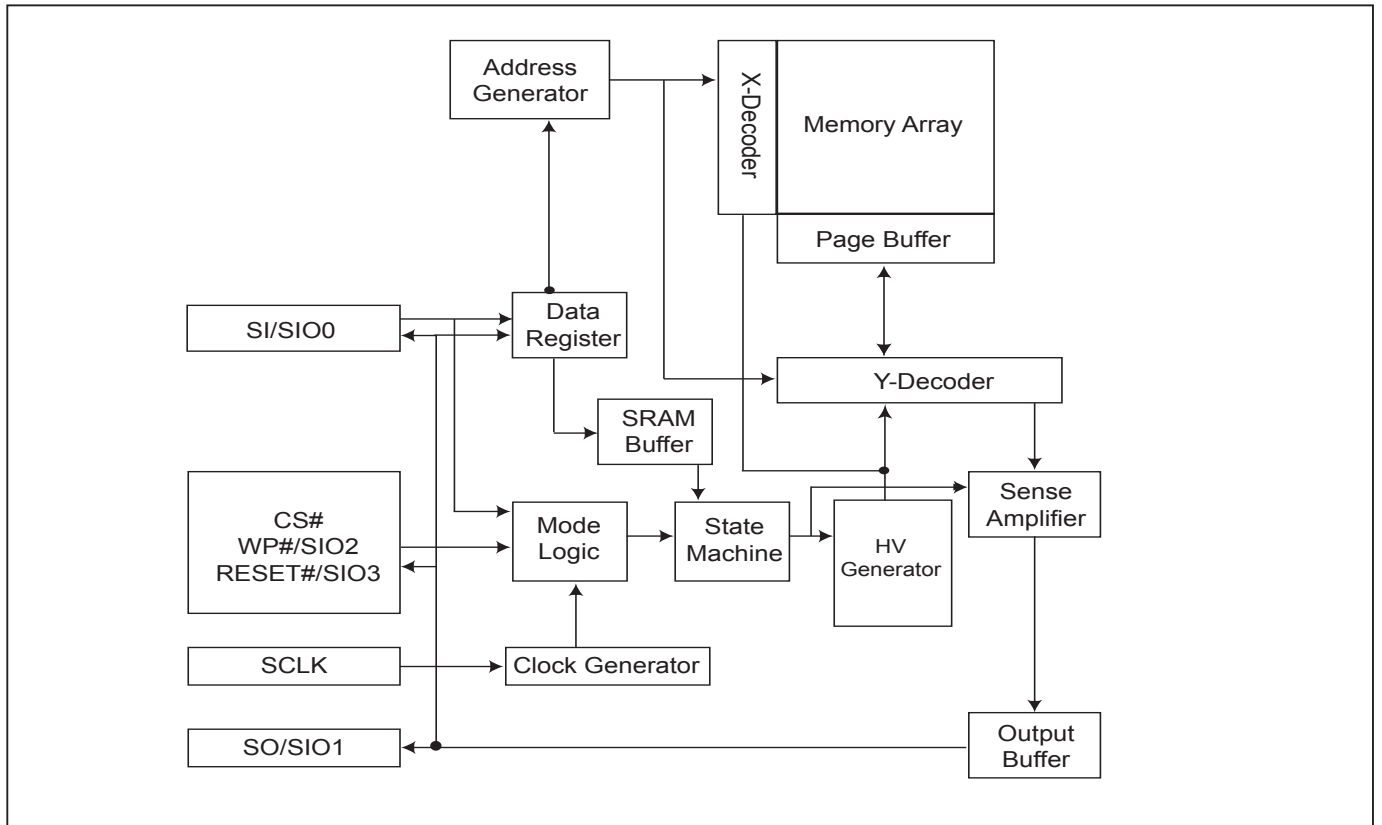 Address
Generator
X-Decoder
Memory Array
Page Buffer
SI/SIO0
Data
Register
Y-Decoder
SRAM
Buffer
CS#
WP#/SIO2
RESET#/SIO3
Mode
Logic
State
Machine
HV
Generator
Sense
Amplifier
SCLK
Clock Generator
SO/SIO1
Output
Buffer